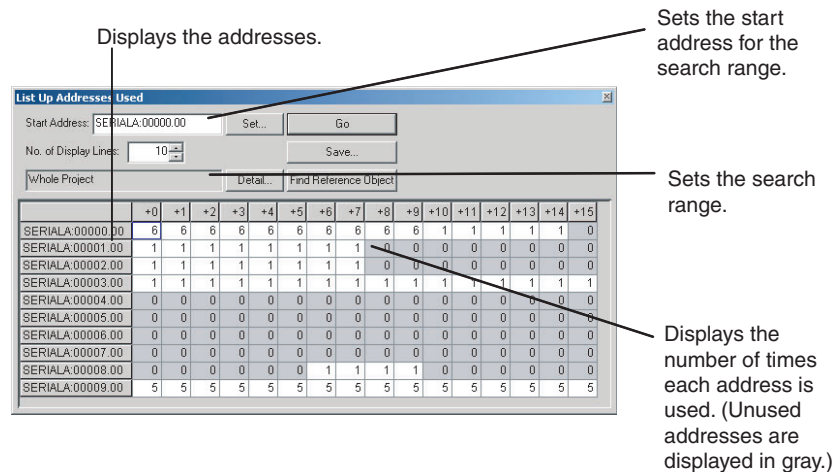 Displays the addresses.
Sets the start
address for the
search range.
List Up Addresses Used
Start Address: SERIALA:00000.00 Set... Go
No. of Display Lines: 10 Save...
Whole Project Detail... Find Reference Object
Sets the search
range.
+0 +1 +2 +3 +4 +5 +6 +7 +8 +9 +10 +11 +12 +13 +14 +15
SERIALA:00000.00 6 6 6 6 6 6 6 6 6 6 1 1 1 1 1 0
SERIALA:00001.00 1 1 1 1 1 1 1 1 0 0 0 0 0 0 0 0
SERIALA:00002.00 1 1 1 1 1 1 1 1 0 0 0 0 0 0 0 0
SERIALA:00003.00 1 1 1 1 1 1 1 1 1 1 1 1 1 1 1 1
SERIALA:00004.00 0 0 0 0 0 0 0 0 0 0 0 0 0 0 0 0
SERIALA:00005.00 0 0 0 0 0 0 0 0 0 0 0 0 0 0 0 0
SERIALA:00006.00 0 0 0 0 0 0 0 0 0 0 0 0 0 0 0 0
SERIALA:00007.00 0 0 0 0 0 0 0 0 0 0 0 0 0 0 0 0
SERIALA:00008.00 0 0 0 0 0 0 1 1 1 1 0 0 0 0 0 0
SERIALA:00009.00 5 5 5 5 5 5 5 5 5 5 5 5 5 5 5 5
Displays the
number of times
each address is
used. (Unused
addresses are
displayed in gray.)